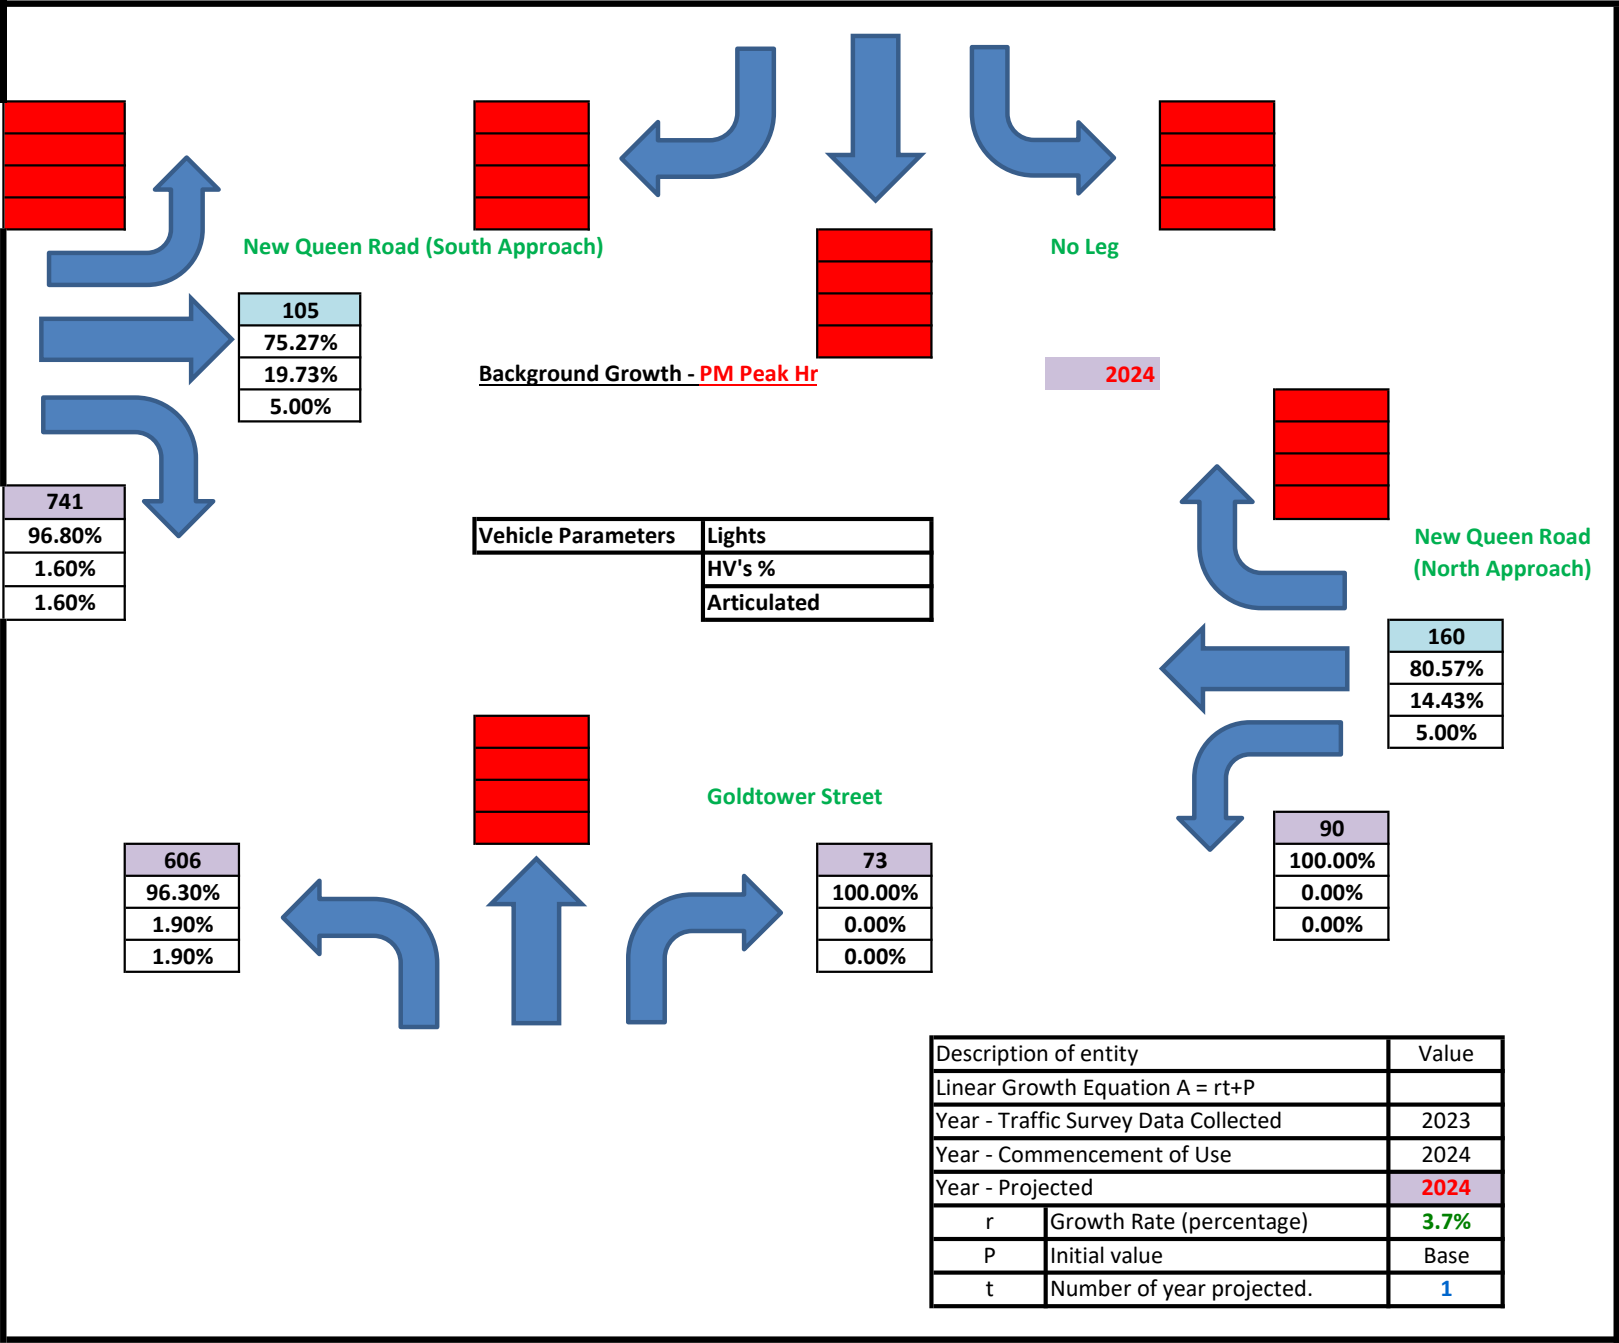 New Queen Road (South Approach)
No Leg
105
75.27%
19.73%
5.00%
Background Growth - PM Peak Hr
2024
741
96.80%
1.60%
1.60%
Vehicle Parameters Lights
HV's %
Articulated
New Queen Road
(North Approach)
160
80.57%
14.43%
5.00%
Goldtower Street
606
96.30%
1.90%
1.90%
73
100.00%
0.00%
0.00%
90
100.00%
0.00%
0.00%
Description of entity Value
Linear Growth Equation A = rt+P
Year - Traffic Survey Data Collected 2023
Year - Commencement of Use 2024
Year - Projected 2024
r Growth Rate (percentage) 3.7%
P Initial value Base
t Number of year projected. 1